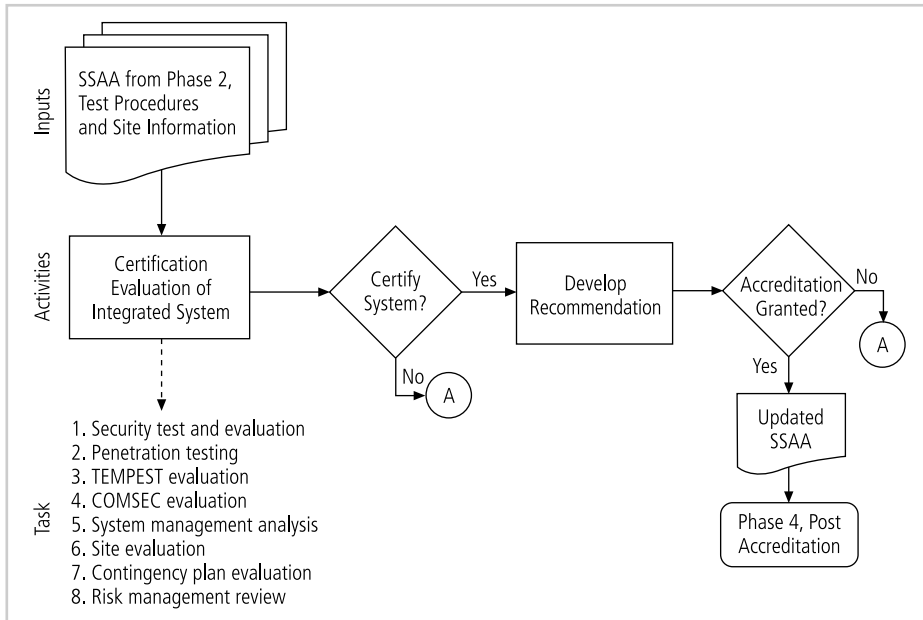 Inputs
SSAA from Phase 2,
Test Procedures
and Site Information
Activities
Certification
Evaluation of
Integrated System
Certify
System?
Yes
No
A
Develop
Recommendation
Accreditation
Granted?
No
A
Yes
Updated
SSAA
Phase 4, Post
Accreditation
Task
1. Security test and evaluation
2. Penetration testing
3. TEMPEST evaluation
4. COMSEC evaluation
5. System management analysis
6. Site evaluation
7. Contingency plan evaluation
8. Risk management review